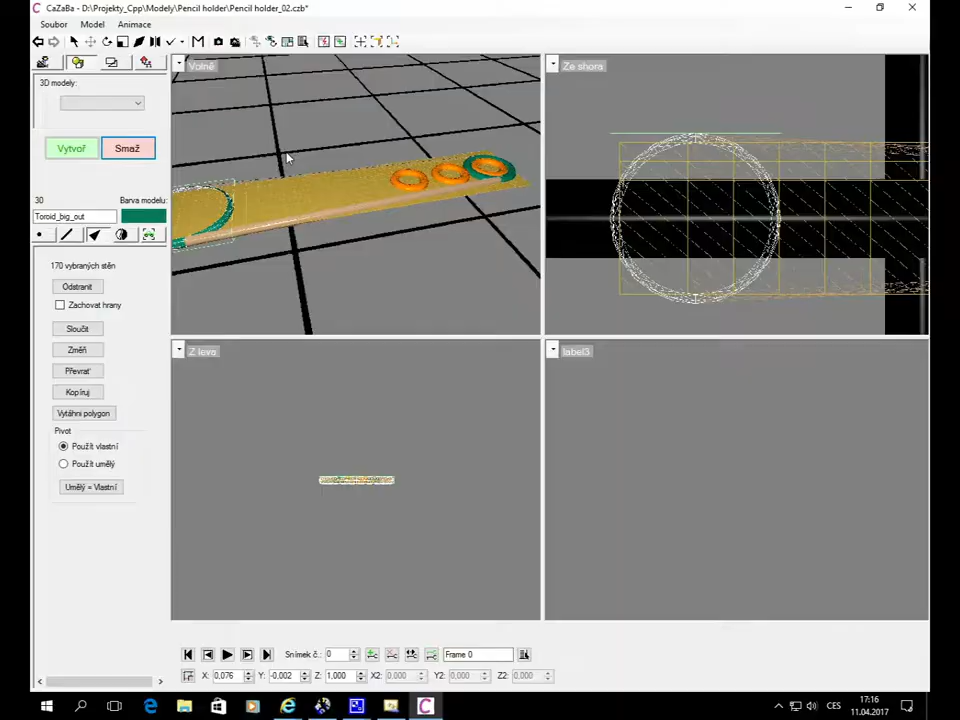 CaZaBa - D:\Projekty_Cpp\Modely\Pencil holder\Pencil holder_02.czb*
Soubor Model Animace
3D modely:
Vytvoř Smaž
30 Barva modelu:
Toroid_big_out
170 vybraných stěn
Odstranit
Zachovat hrany
Sloučit
Změň
Převrať
Kopíruj
Vytáhni polygon
Pivot
Použít vlastní
Použít umělý
Umělý = Vlastní
Volně
Ze shora
Z leva
label3
Snímek č.: 0 Frame 0
X: 0,076 Y: -0,002 Z: 1,000 X2: 0,000 Y2: 0,000 Z2: 0,000
CES
17:16
11.04.2017